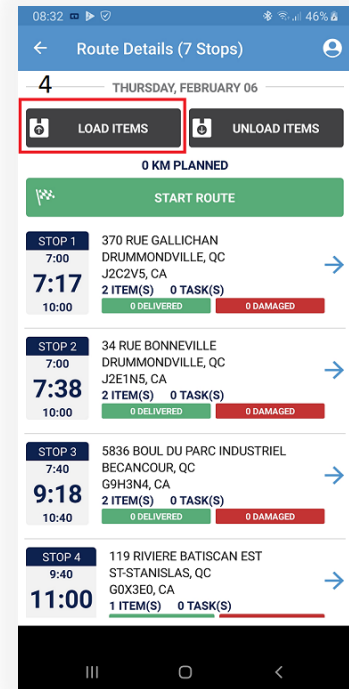 08:32 46%
Route Details (7 Stops)
4
THURSDAY, FEBRUARY 06
LOAD ITEMS
UNLOAD ITEMS
0 KM PLANNED
START ROUTE
STOP 1
7:00
7:17
10:00
370 RUE GALLICHAN
DRUMMONDVILLE, QC
J2C2V5, CA
2 ITEM(S) 0 TASK(S)
0 DELIVERED 0 DAMAGED
STOP 2
7:00
7:38
10:00
34 RUE BONNEVILLE
DRUMMONDVILLE, QC
J2E1N5, CA
2 ITEM(S) 0 TASK(S)
0 DELIVERED 0 DAMAGED
STOP 3
7:40
9:18
10:40
5836 BOUL DU PARC INDUSTRIEL
BECANCOUR, QC
G9H3N4, CA
2 ITEM(S) 0 TASK(S)
0 DELIVERED 0 DAMAGED
STOP 4
9:40
11:00
119 RIVIERE BATISCAN EST
ST-STANISLAS, QC
G0X3E0, CA
1 ITEM(S) 0 TASK(S)